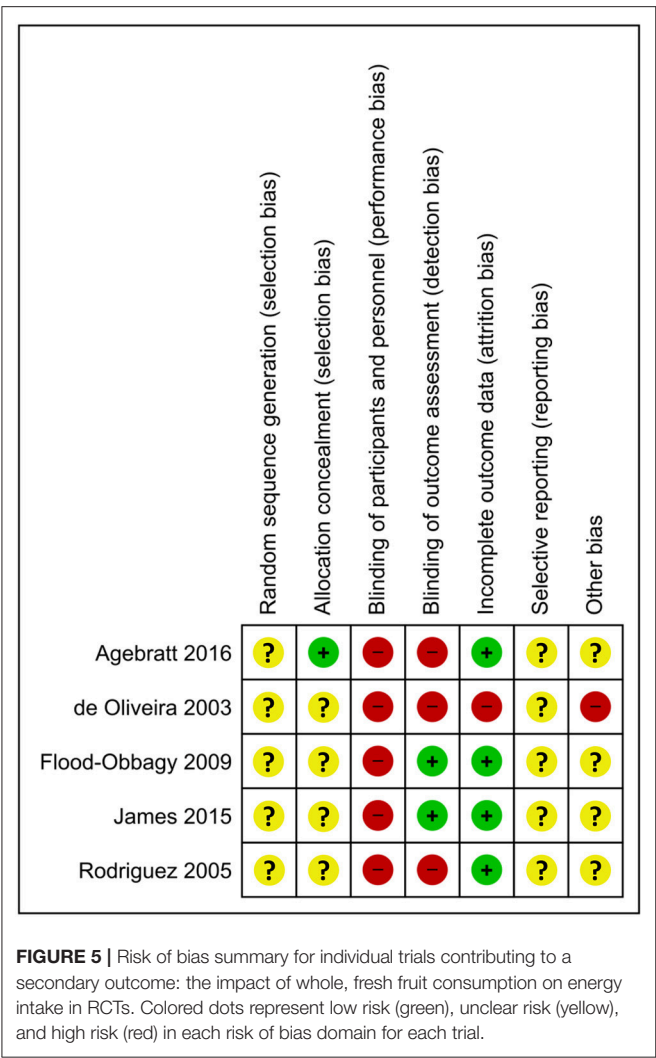 Random sequence generation (selection bias)
Allocation concealment (selection bias)
Blinding of participants and personnel (performance bias)
Blinding of outcome assessment (detection bias)
Incomplete outcome data (attrition bias)
Selective reporting (reporting bias)
Other bias
Agebratt 2016 ? + − − + ? ?
de Oliveira 2003 ? ? − − − ? −
Flood-Obbagy 2009 ? ? − + + ? ?
James 2015 ? ? − + + ? ?
Rodriguez 2005 ? ? − − + ? ?
FIGURE 5 | Risk of bias summary for individual trials contributing to a
secondary outcome: the impact of whole, fresh fruit consumption on energy
intake in RCTs. Colored dots represent low risk (green), unclear risk (yellow),
and high risk (red) in each risk of bias domain for each trial.